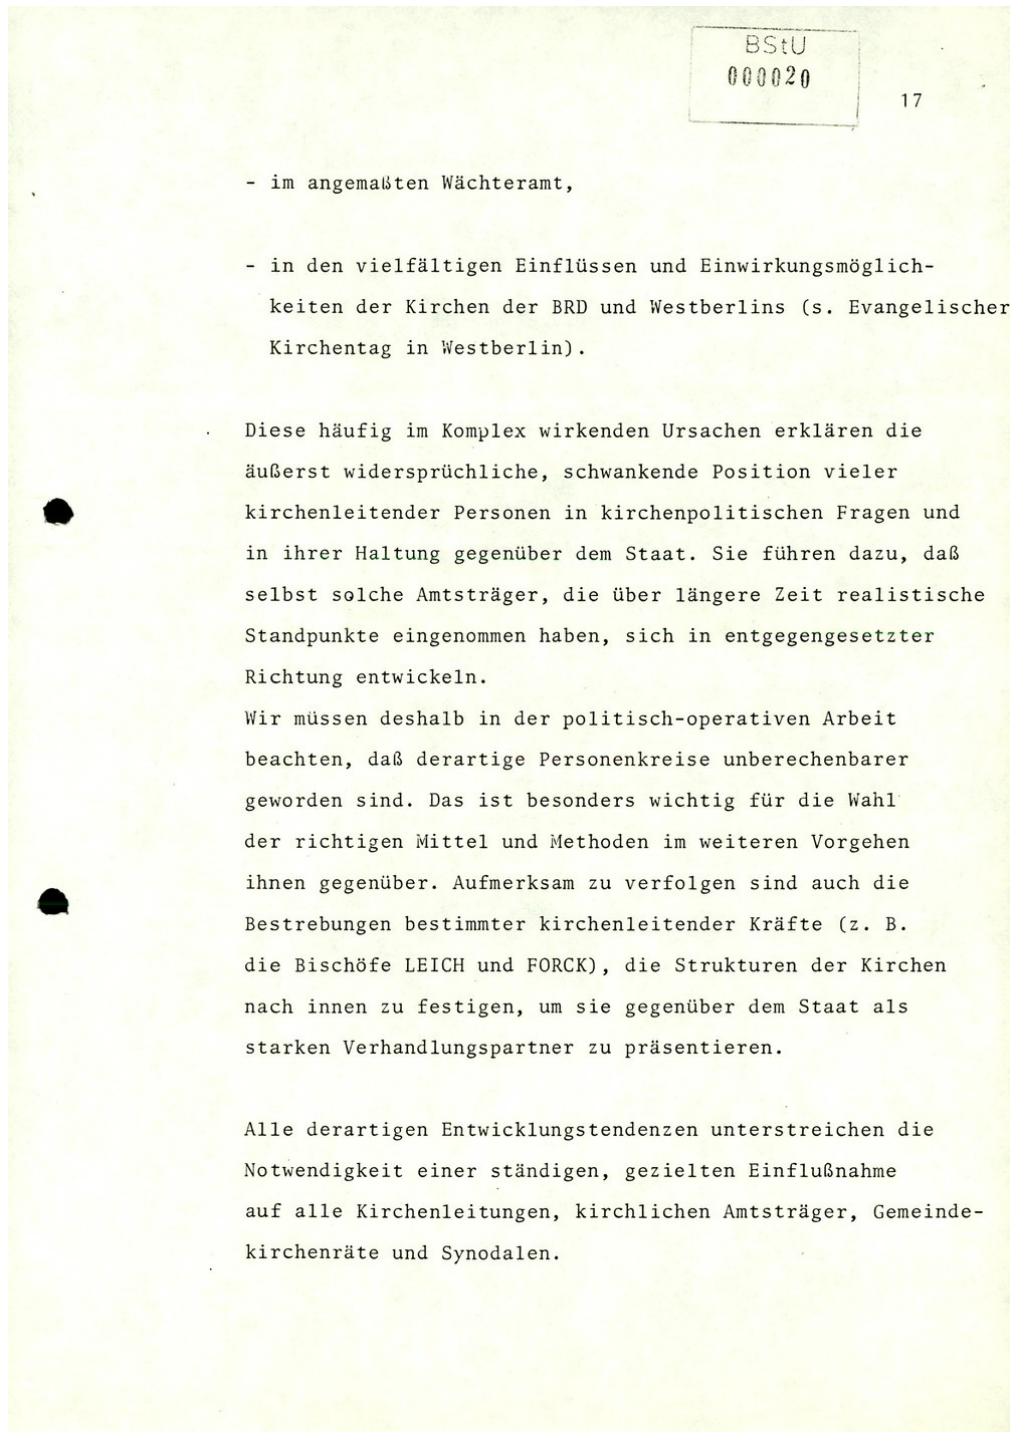 BStU
000020
17
- im angemaßten Wächteramt,
- in den vielfältigen Einflüssen und Einwirkungsmöglich-
keiten der Kirchen der BRD und Westberlins (s. Evangelischer
Kirchentag in Westberlin).
Diese häufig im Komplex wirkenden Ursachen erklären die
äußerst widersprüchliche, schwankende Position vieler
kirchenleitender Personen in kirchenpolitischen Fragen und
in ihrer Haltung gegenüber dem Staat. Sie führen dazu, daß
selbst solche Amtsträger, die über längere Zeit realistische
Standpunkte eingenommen haben, sich in entgegengesetzter
Richtung entwickeln.
Wir müssen deshalb in der politisch-operativen Arbeit
beachten, daß derartige Personenkreise unberechenbarer
geworden sind. Das ist besonders wichtig für die Wahl
der richtigen Mittel und Methoden im weiteren Vorgehen
ihnen gegenüber. Aufmerksam zu verfolgen sind auch die
Bestrebungen bestimmter kirchenleitender Kräfte (z. B.
die Bischöfe LEICH und FORCK), die Strukturen der Kirchen
nach innen zu festigen, um sie gegenüber dem Staat als
starken Verhandlungspartner zu präsentieren.
Alle derartigen Entwicklungstendenzen unterstreichen die
Notwendigkeit einer ständigen, gezielten Einflußnahme
auf alle Kirchenleitungen, kirchlichen Amtsträger, Gemeinde-
kirchenräte und Synodalen.